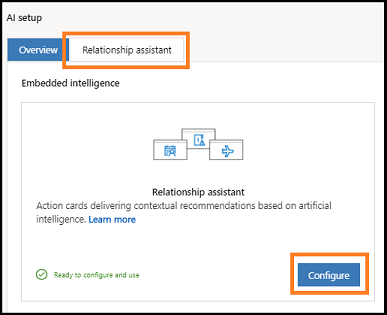 AI setup
Overview
Relationship assistant
Embedded intelligence
Relationship assistant
Action cards delivering contextual recommendations based on artificial
intelligence. Learn more
Ready to configure and use
Configure